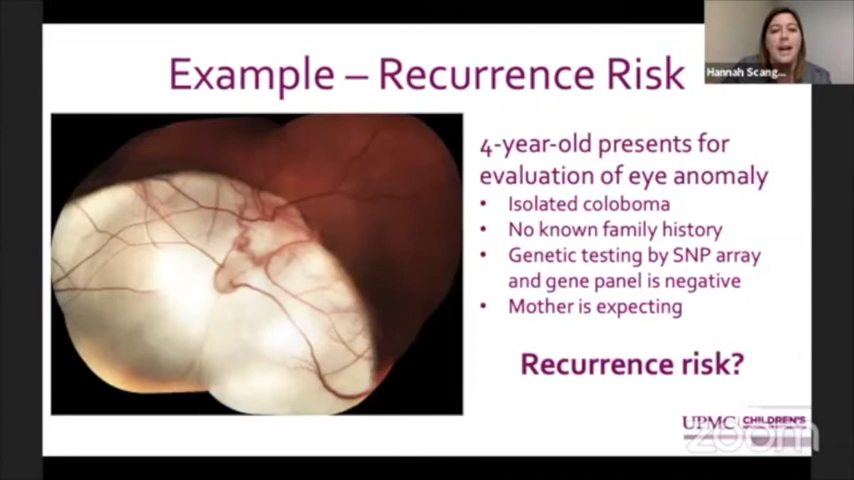 Example – Recurrence Risk
Hannah Scang...
4-year-old presents for
evaluation of eye anomaly
• Isolated coloboma
• No known family history
• Genetic testing by SNP array
and gene panel is negative
• Mother is expecting
Recurrence risk?
UPMC CHILDREN'S
zoom